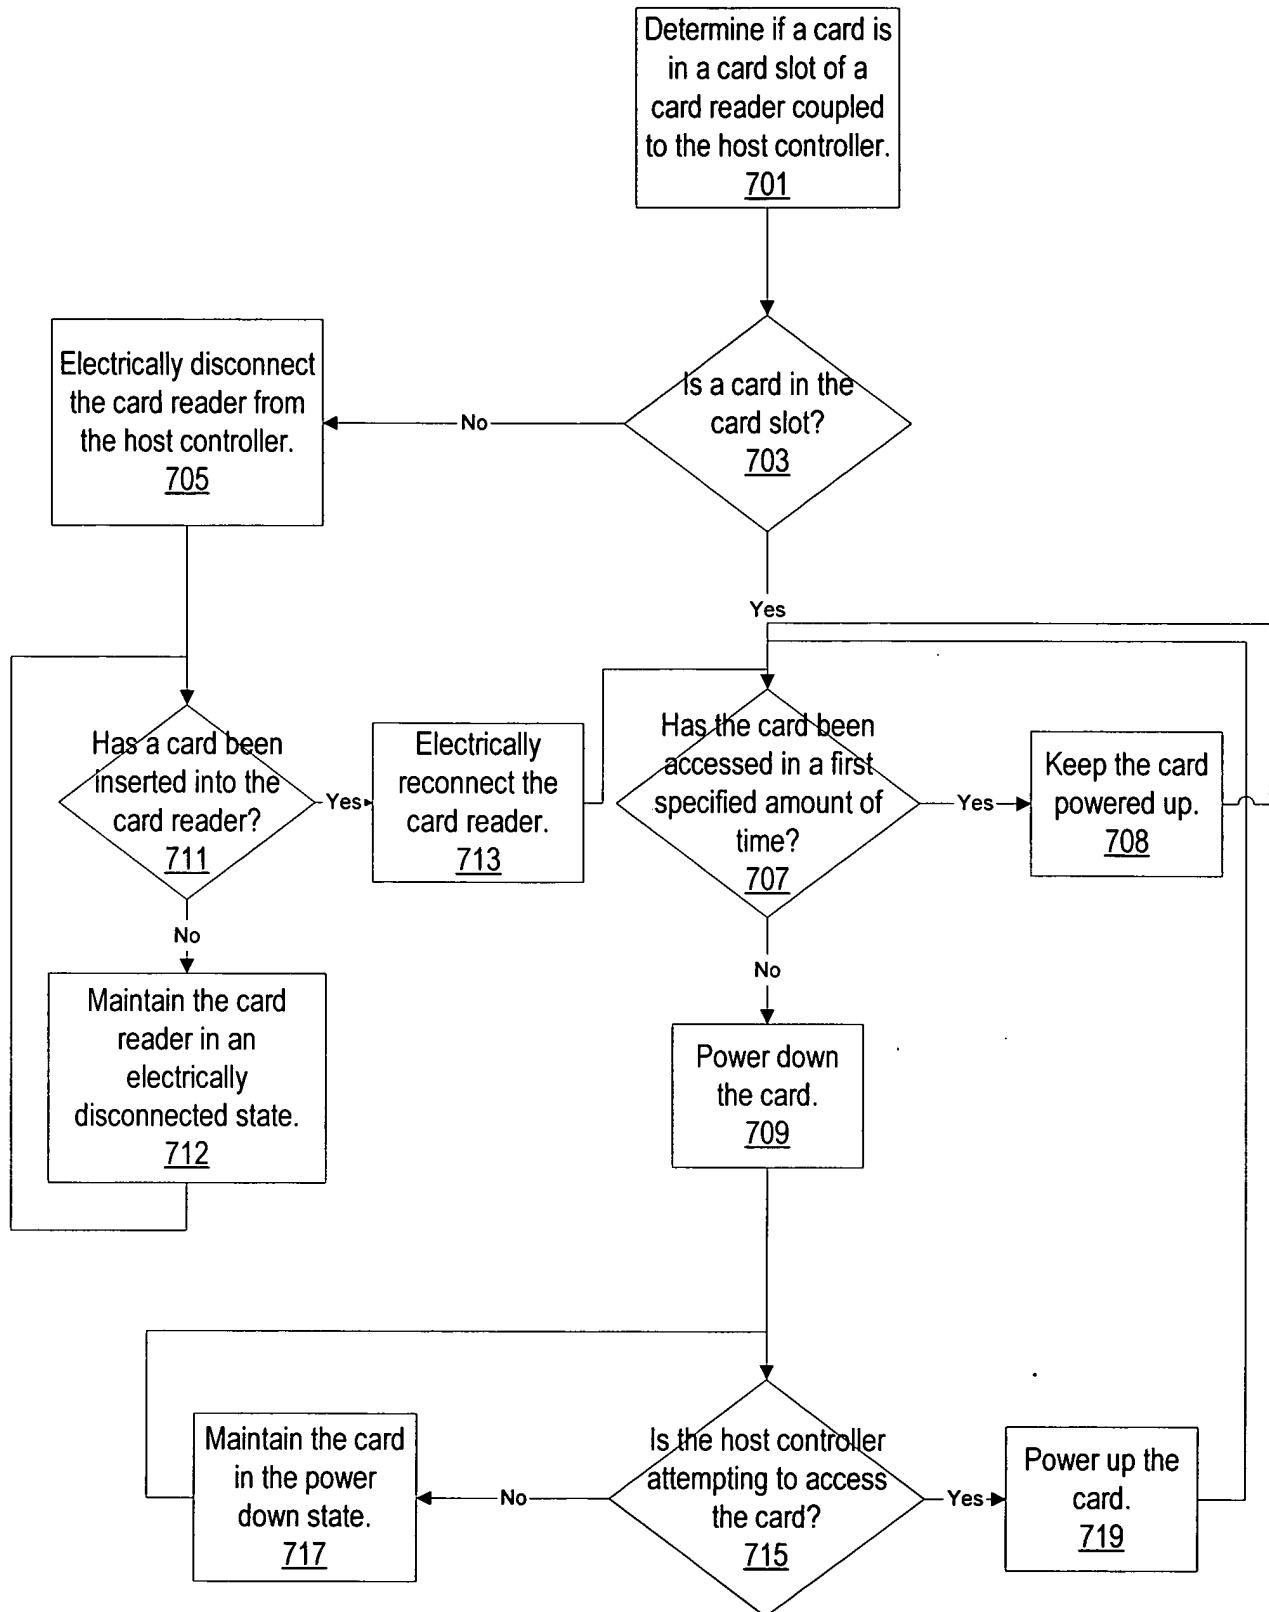 Determine if a card is
in a card slot of a
card reader coupled
to the host controller.
701
Is a card in the
card slot?
703
No
Electrically disconnect
the card reader from
the host controller.
705
Yes
Has a card been
inserted into the
card reader?
711
Yes
Electrically
reconnect the
card reader.
713
Has the card been
accessed in a first
specified amount of
time?
707
Yes
Keep the card
powered up.
708
No
Maintain the card
reader in an
electrically
disconnected state.
712
No
Power down
the card.
709
Is the host controller
attempting to access
the card?
715
No
Maintain the card
in the power
down state.
717
Yes
Power up the
card.
719